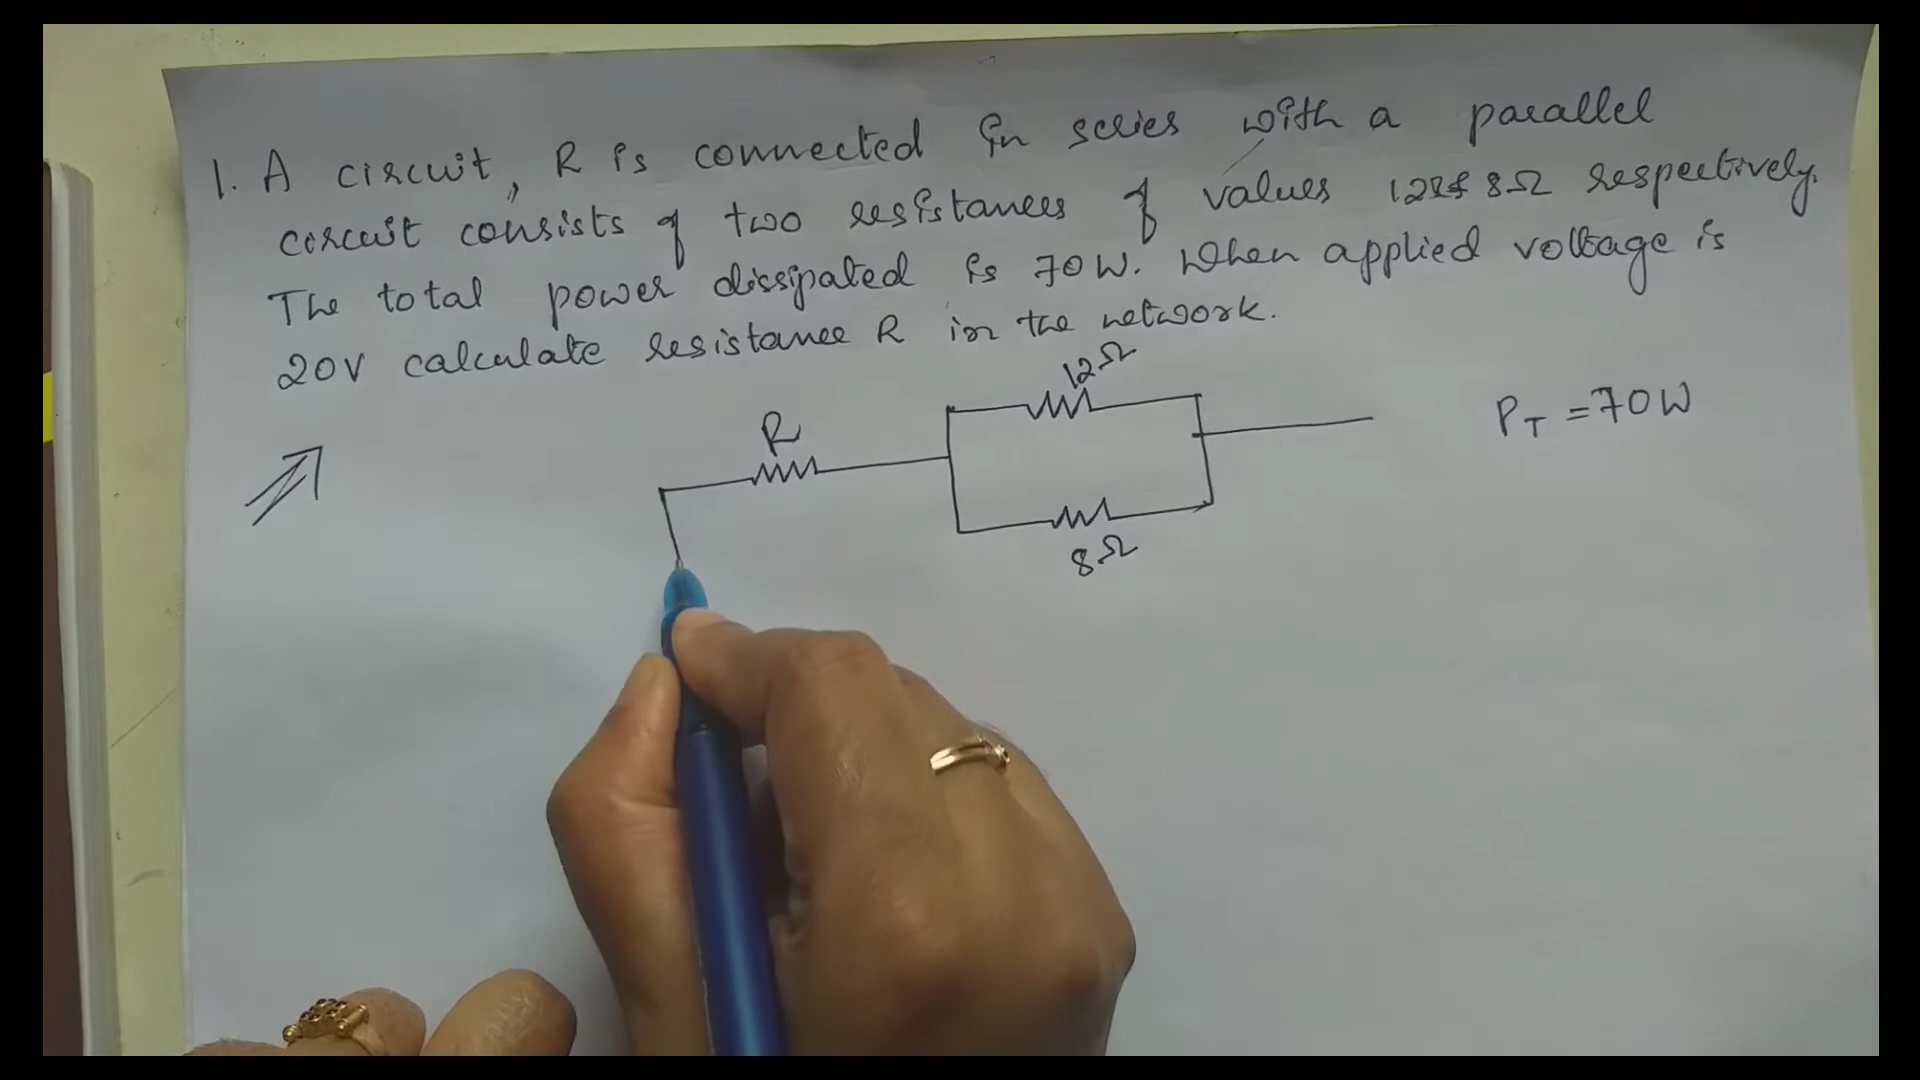 1. A circuit, R is connected in series with a parallel
circuit consists of two resistances of values 12Ω & 8Ω respectively.
The total power dissipated is 70W. When applied voltage is
20V calculate resistance R in the network.
12Ω
R
P_T = 70W
8Ω